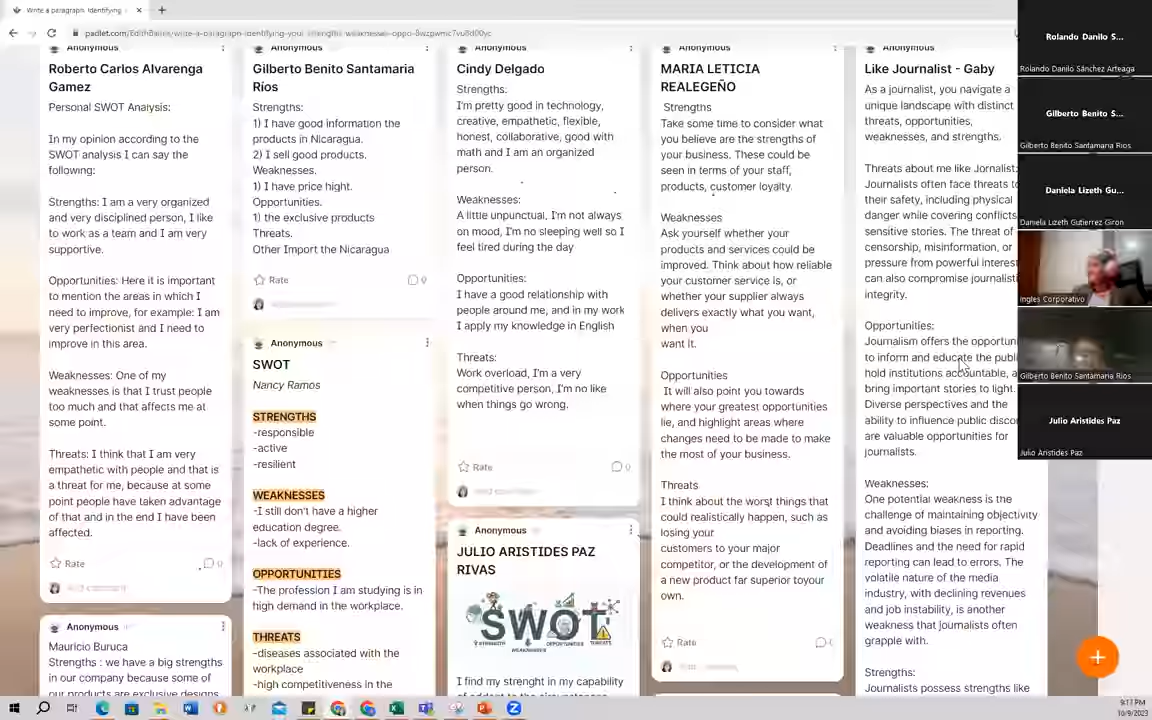 Write a paragraph identifying
padlet.com/EdithBaires/write-a-paragraph-identifying-your-strengths-weaknesses-oppo-
Anonymous
Roberto Carlos Alvarenga
Gamez
Personal SWOT Analysis:
In my opinion according to the
SWOT analysis I can say the
following:
Strengths: I am a very organized
and very disciplined person, I like
to work as a team and I am very
supportive.
Opportunities: Here it is important
to mention the areas in which I
need to improve, for example: I am
very perfectionist and I need to
improve in this area.
Weaknesses: One of my
weaknesses is that I trust people
too much and that affects me at
some point.
Threats: I think that I am very
empathetic with people and that is
a threat for me, because at some
point people have taken advantage
of that and in the end I have been
affected.
Rate
0
Add comment
Anonymous
Mauricio Buruca
Strengths : we have a big strengths
in our company because some of
our products are exclusive designs
Anonymous
Gilberto Benito Santamaria
Ríos
Strengths:
1) I have good information the
products in Nicaragua.
2) I sell good products.
Weaknesses.
1) I have price hight.
Opportunities.
1) the exclusive products
Threats.
Other Import the Nicaragua
Rate
0
Anonymous
SWOT
Nancy Ramos
STRENGTHS
-responsible
-active
-resilient
WEAKNESSES
-I still don't have a higher
education degree.
-lack of experience.
OPPORTUNITIES
-The profession I am studying is in
high demand in the workplace.
THREATS
-diseases associated with the
workplace
-high competitiveness in the
Anonymous
Cindy Delgado
Strengths:
I'm pretty good in technology,
creative, empathetic, flexible,
honest, collaborative, good with
math and I am an organized
person.
Weaknesses:
A little unpunctual, I'm not always
on mood, I'm no sleeping well so I
feel tired during the day
Opportunities:
I have a good relationship with
people around me, and in my work
I apply my knowledge in English
Threats:
Work overload, I'm a very
competitive person, I'm no like
when things go wrong.
Rate
0
Anonymous
JULIO ARISTIDES PAZ
RIVAS
SWOT
STRENGTH
WEAKNESSES
OPPORTUNITIES
THREATS
I find my strenght in my capability
Anonymous
MARIA LETICIA
REALEGEÑO
Strengths
Take some time to consider what
you believe are the strengths of
your business. These could be
seen in terms of your staff,
products, customer loyalty.
Weaknesses
Ask yourself whether your
products and services could be
improved. Think about how reliable
your customer service is, or
whether your supplier always
delivers exactly what you want,
when you
want it.
Opportunities
It will also point you towards
where your greatest opportunities
lie, and highlight areas where
changes need to be made to make
the most of your business.
Threats
I think about the worst things that
could realistically happen, such as
losing your
customers to your major
competitor, or the development of
a new product far superior toyour
own.
Rate
Anonymous
Like Journalist - Gaby
As a journalist, you navigate a
unique landscape with distinct
threats, opportunities,
weaknesses, and strengths.
Threats about me like Jornalist:
Journalists often face threats to
their safety, including physical
danger while covering conflicts
sensitive stories. The threat of
censorship, misinformation, or
pressure from powerful interest
can also compromise journalisti
integrity.
Opportunities:
Journalism offers the opportun
to inform and educate the publi
hold institutions accountable, a
bring important stories to light.
Diverse perspectives and the
ability to influence public discou
are valuable opportunities for
journalists.
Weaknesses:
One potential weakness is the
challenge of maintaining objectivity
and avoiding biases in reporting.
Deadlines and the need for rapid
reporting can lead to errors. The
volatile nature of the media
industry, with declining revenues
and job instability, is another
weakness that journalists often
grapple with.
Strengths:
Journalists possess strengths like
Rolando Danilo S...
Rolando Danilo Sánchez Arteaga
Gilberto Benito S...
Gilberto Benito Santamaria Rios
Daniela Lizeth Gu...
Daniela Lizeth Gutierrez Giron
Ingles Corporativo
Gilberto Benito Santamaria Rios
Julio Aristides Paz
Julio Aristides Paz
9:17 PM
10/9/2023